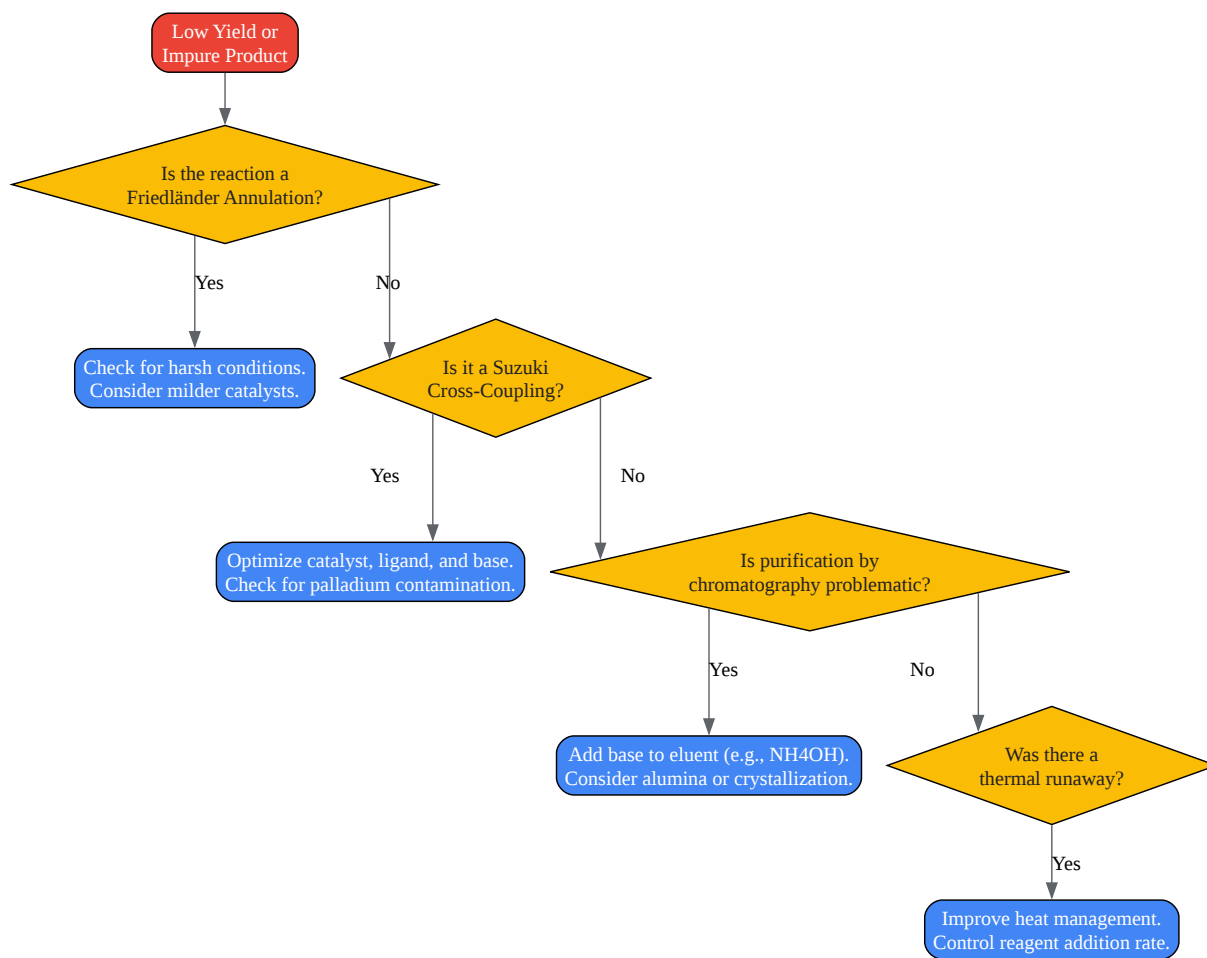 Low Yield or
Impure Product
Is the reaction a
Friedländer Annulation?
Yes
No
Check for harsh conditions.
Consider milder catalysts.
Is it a Suzuki
Cross-Coupling?
Yes
No
Optimize catalyst, ligand, and base.
Check for palladium contamination.
Is purification by
chromatography problematic?
Yes
No
Add base to eluent (e.g., NH4OH).
Consider alumina or crystallization.
Was there a
thermal runaway?
Yes
Improve heat management.
Control reagent addition rate.